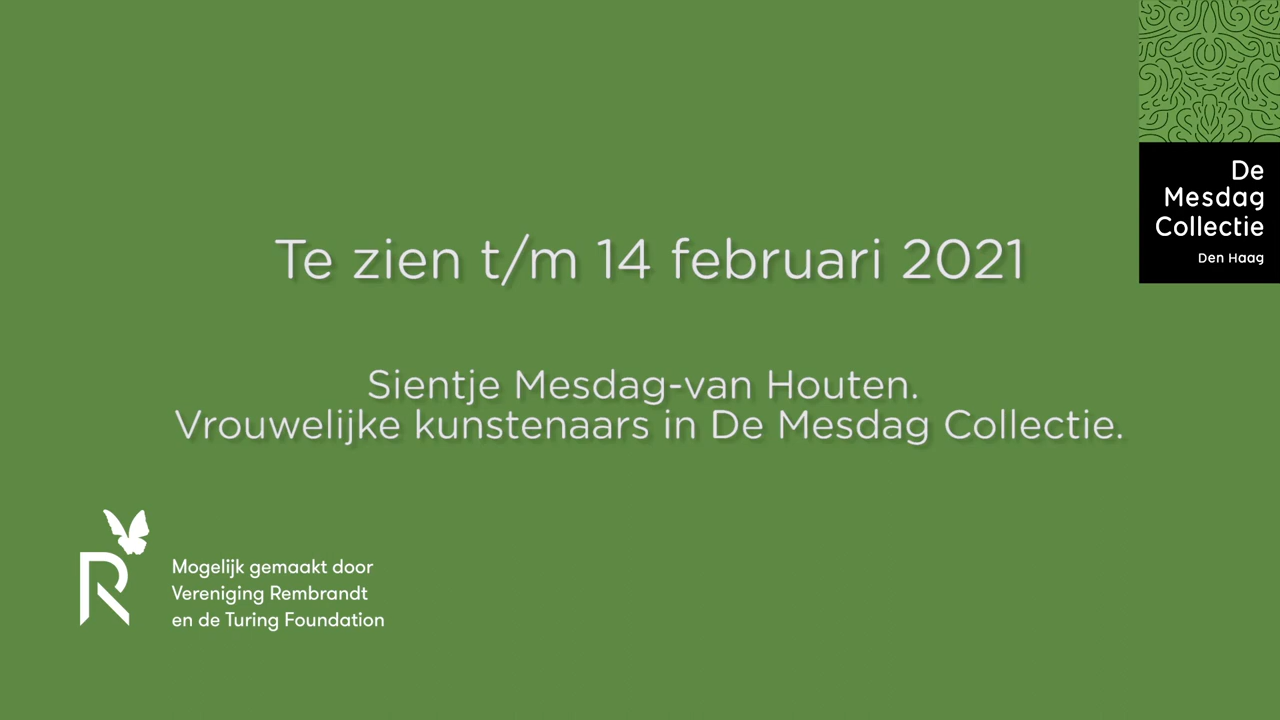 De
Mesdag
Collectie
Den Haag
Te zien t/m 14 februari 2021
Sientje Mesdag-van Houten.
Vrouwelijke kunstenaars in De Mesdag Collectie.
R
Mogelijk gemaakt door
Vereniging Rembrandt
en de Turing Foundation